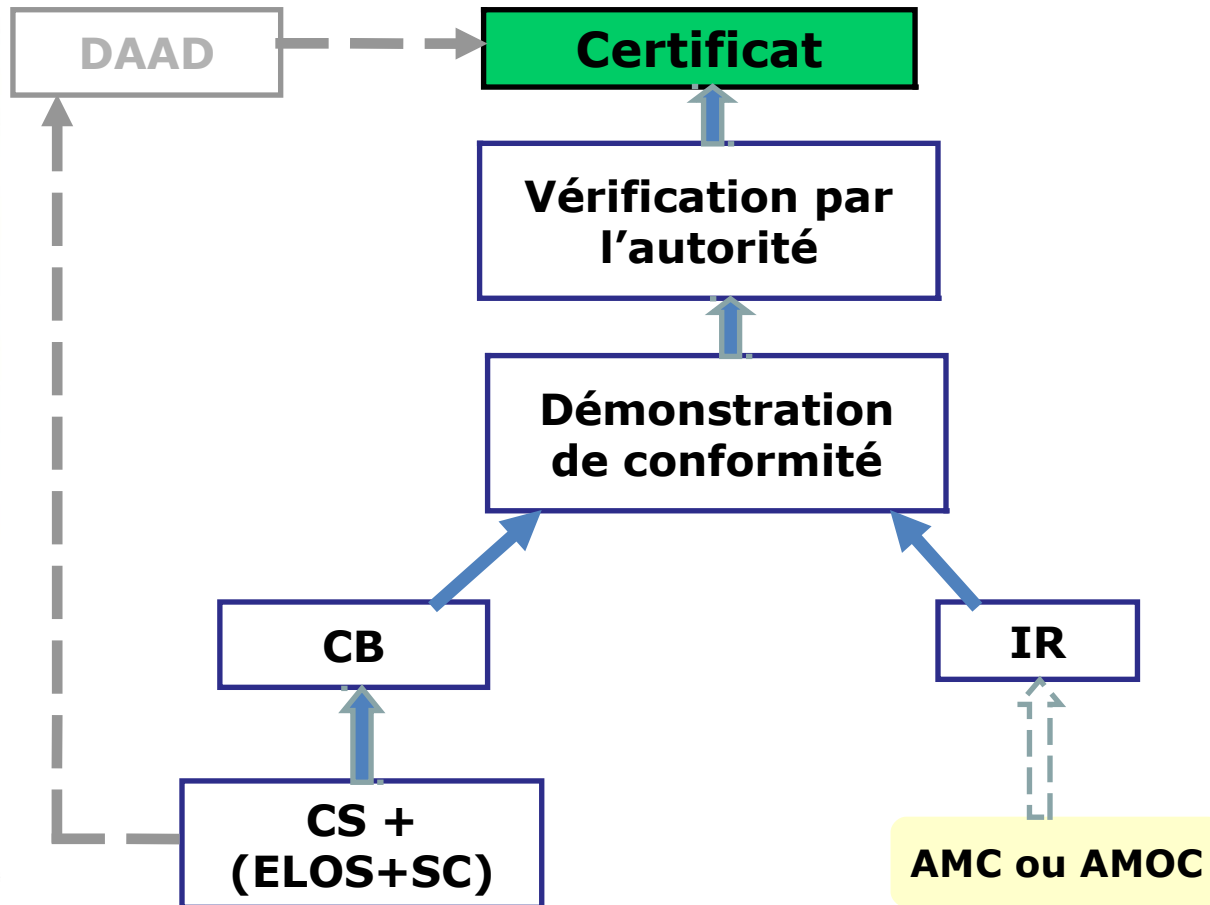 DAAD
Certificat
Vérification par
l’autorité
Démonstration
de conformité
CB
IR
CS +
(ELOS+SC)
AMC ou AMOC